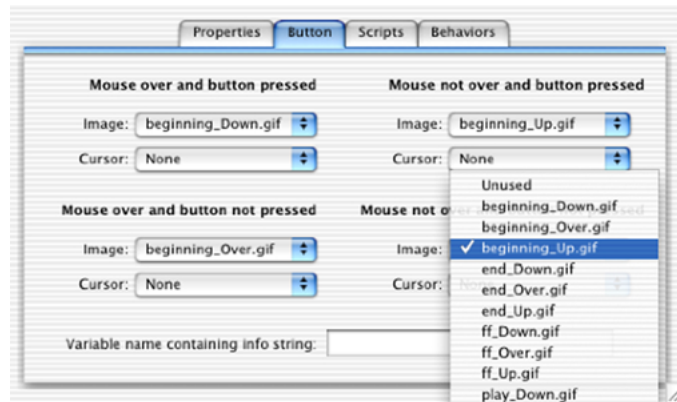 Properties Button Scripts Behaviors
Mouse over and button pressed Mouse not over and button pressed
Image: beginning_Down.gif Image: beginning_Up.gif
Cursor: None Cursor: None
Unused
beginning_Down.gif
Mouse over and button not pressed Mouse not
beginning_Over.gif
Image: beginning_Over.gif Image: ✓ beginning_Up.gif
end_Down.gif
Cursor: None Cursor: end_Over.gif
end_Up.gif
ff_Down.gif
Variable name containing info string:
ff_Over.gif
ff_Up.gif
play_Down.gif